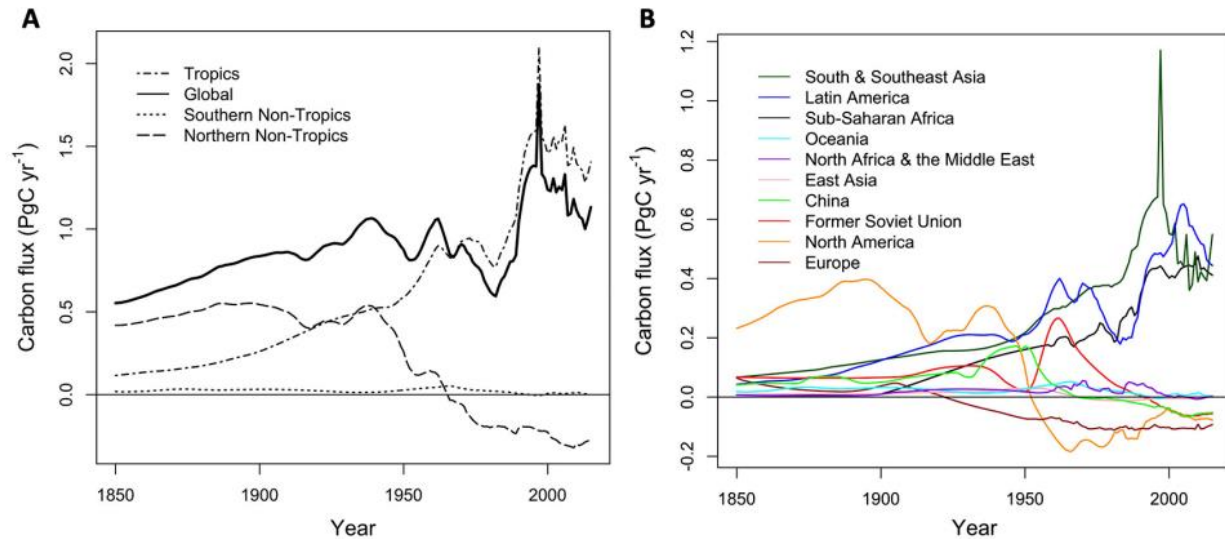 A
Carbon flux (PgC yr-1)
2.0
1.5
1.0
0.5
0.0
Tropics
Global
Southern Non-Tropics
Northern Non-Tropics
1850
1900
1950
2000
Year
B
Carbon flux (PgC yr-1)
1.2
1.0
0.8
0.6
0.4
0.2
0.0
-0.2
South & Southeast Asia
Latin America
Sub-Saharan Africa
Oceania
North Africa & the Middle East
East Asia
China
Former Soviet Union
North America
Europe
1850
1900
1950
2000
Year